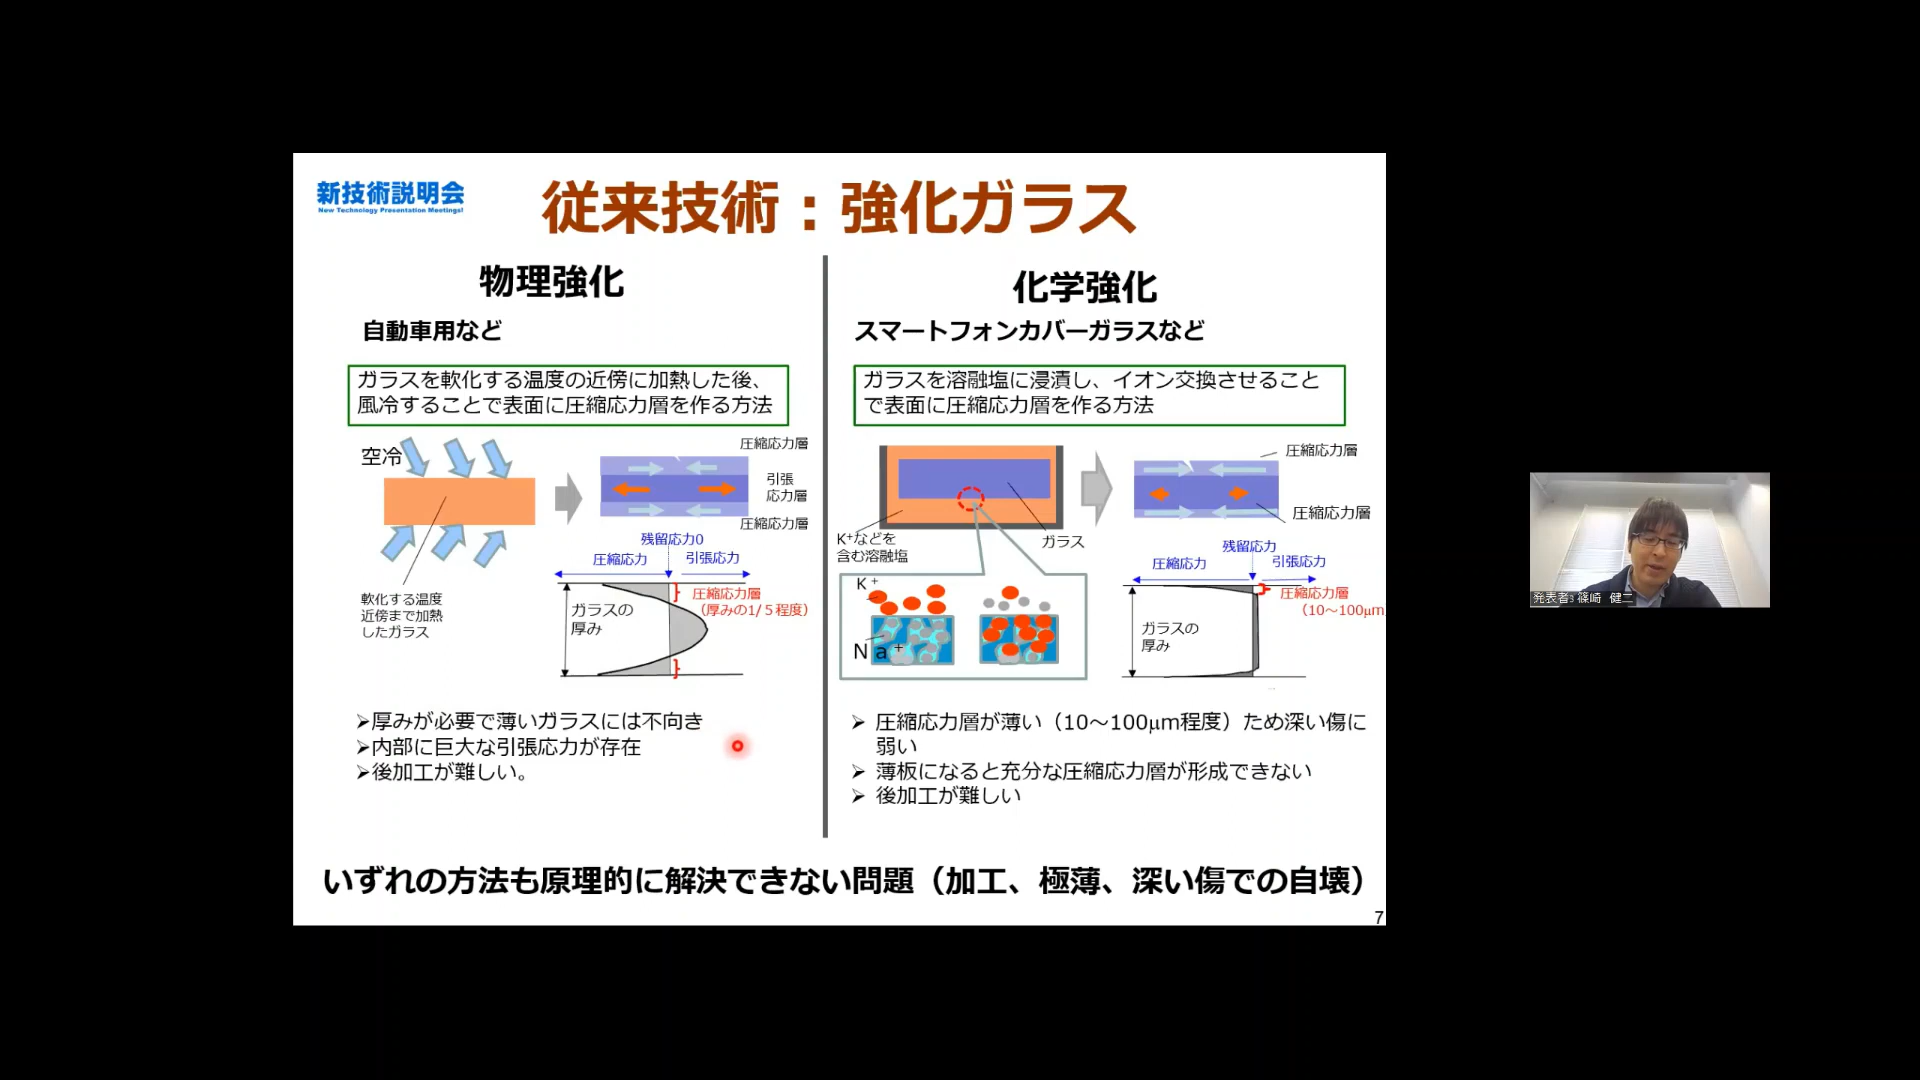 新技術説明会
New Technology Presentation Meetings!
従来技術：強化ガラス
物理強化
自動車用など
ガラスを軟化する温度の近傍に加熱した後、
風冷することで表面に圧縮応力層を作る方法
空冷
圧縮応力層
引張
応力層
圧縮応力層
軟化する温度
近傍まで加熱
したガラス
残留応力0
圧縮応力
引張応力
ガラスの
厚み
圧縮応力層
（厚みの1/５程度）
➢厚みが必要で薄いガラスには不向き
➢内部に巨大な引張応力が存在
➢後加工が難しい。
化学強化
スマートフォンカバーガラスなど
ガラスを溶融塩に浸漬し、イオン交換させること
で表面に圧縮応力層を作る方法
圧縮応力層
圧縮応力層
K⁺などを
含む溶融塩
ガラス
K⁺
Na⁺
残留応力
圧縮応力
引張応力
ガラスの
厚み
圧縮応力層
（10～100μm
➢ 圧縮応力層が薄い（10～100μm程度）ため深い傷に
弱い
➢ 薄板になると充分な圧縮応力層が形成できない
➢ 後加工が難しい
いずれの方法も原理的に解決できない問題（加工、極薄、深い傷での自壊）
7
発表者3 篠崎 健二